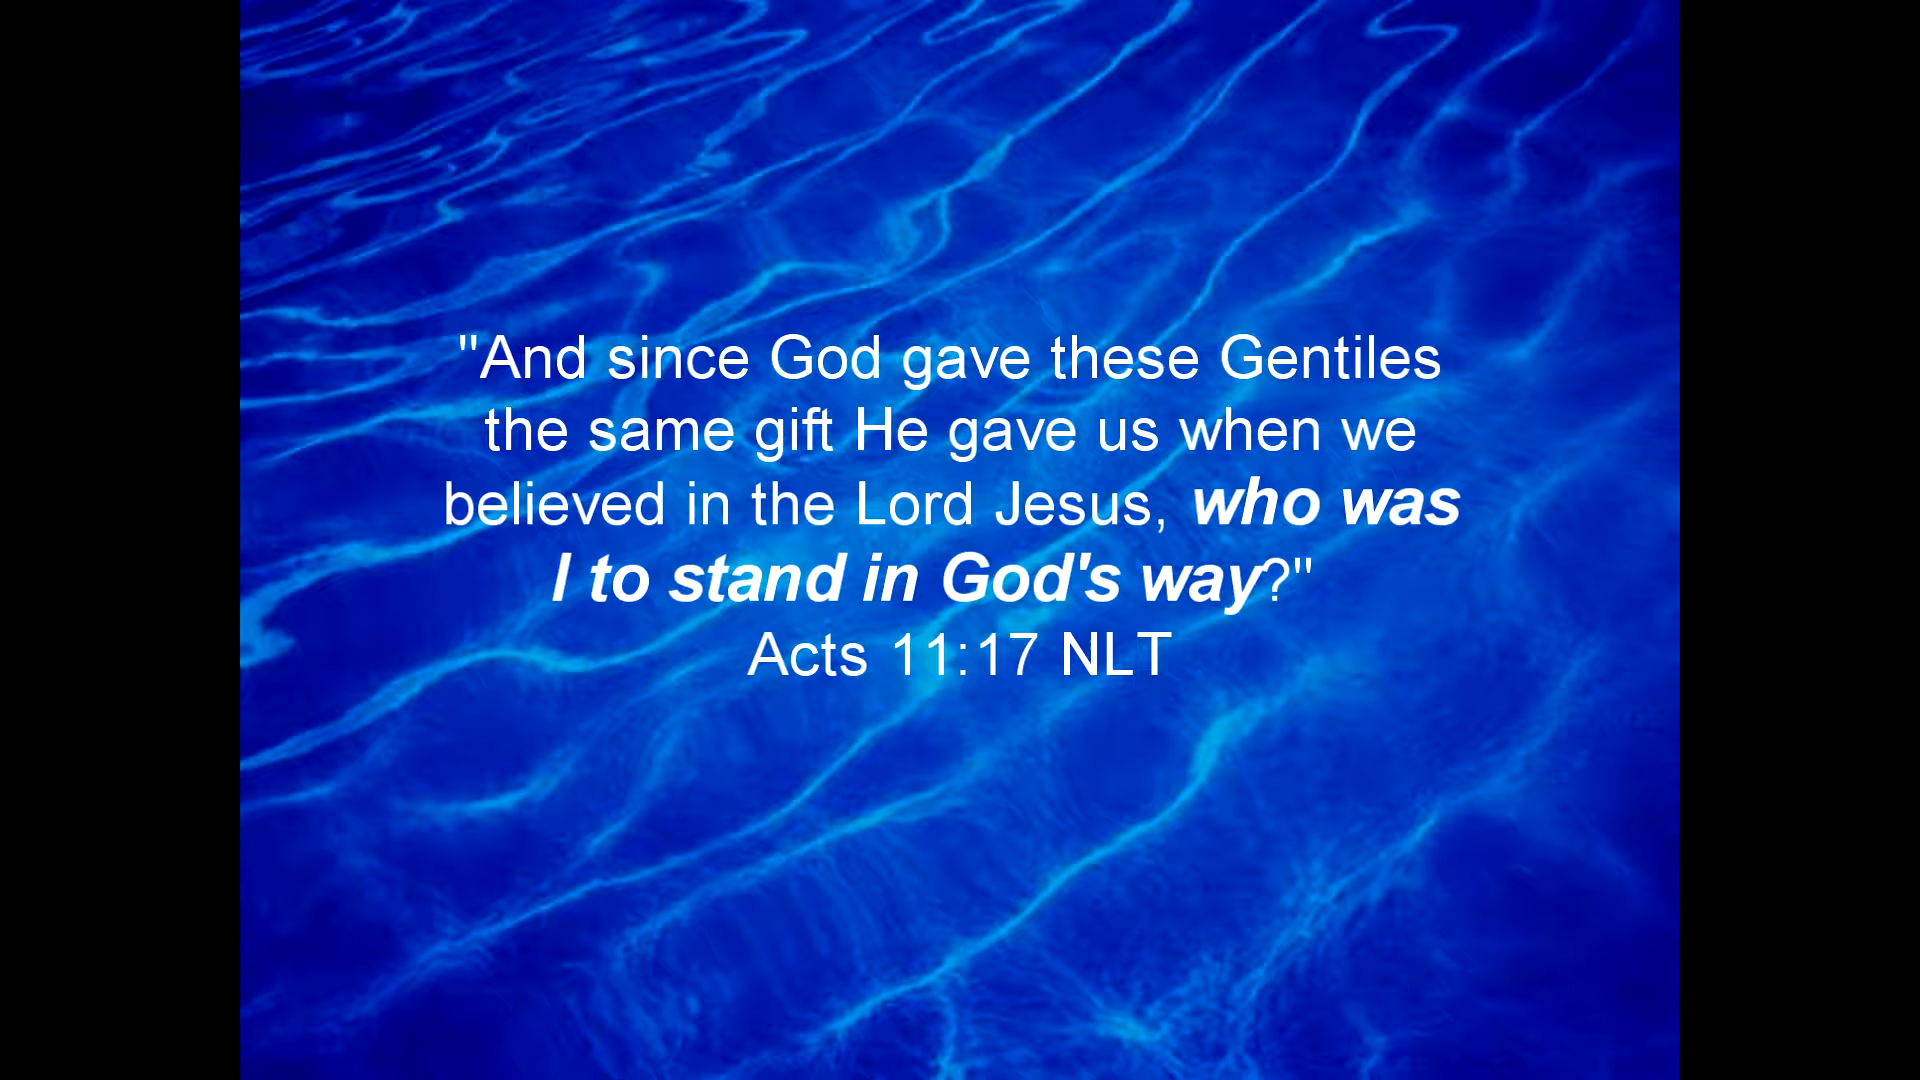 "And since God gave these Gentiles
the same gift He gave us when we
believed in the Lord Jesus, who was
I to stand in God's way?"
Acts 11:17 NLT